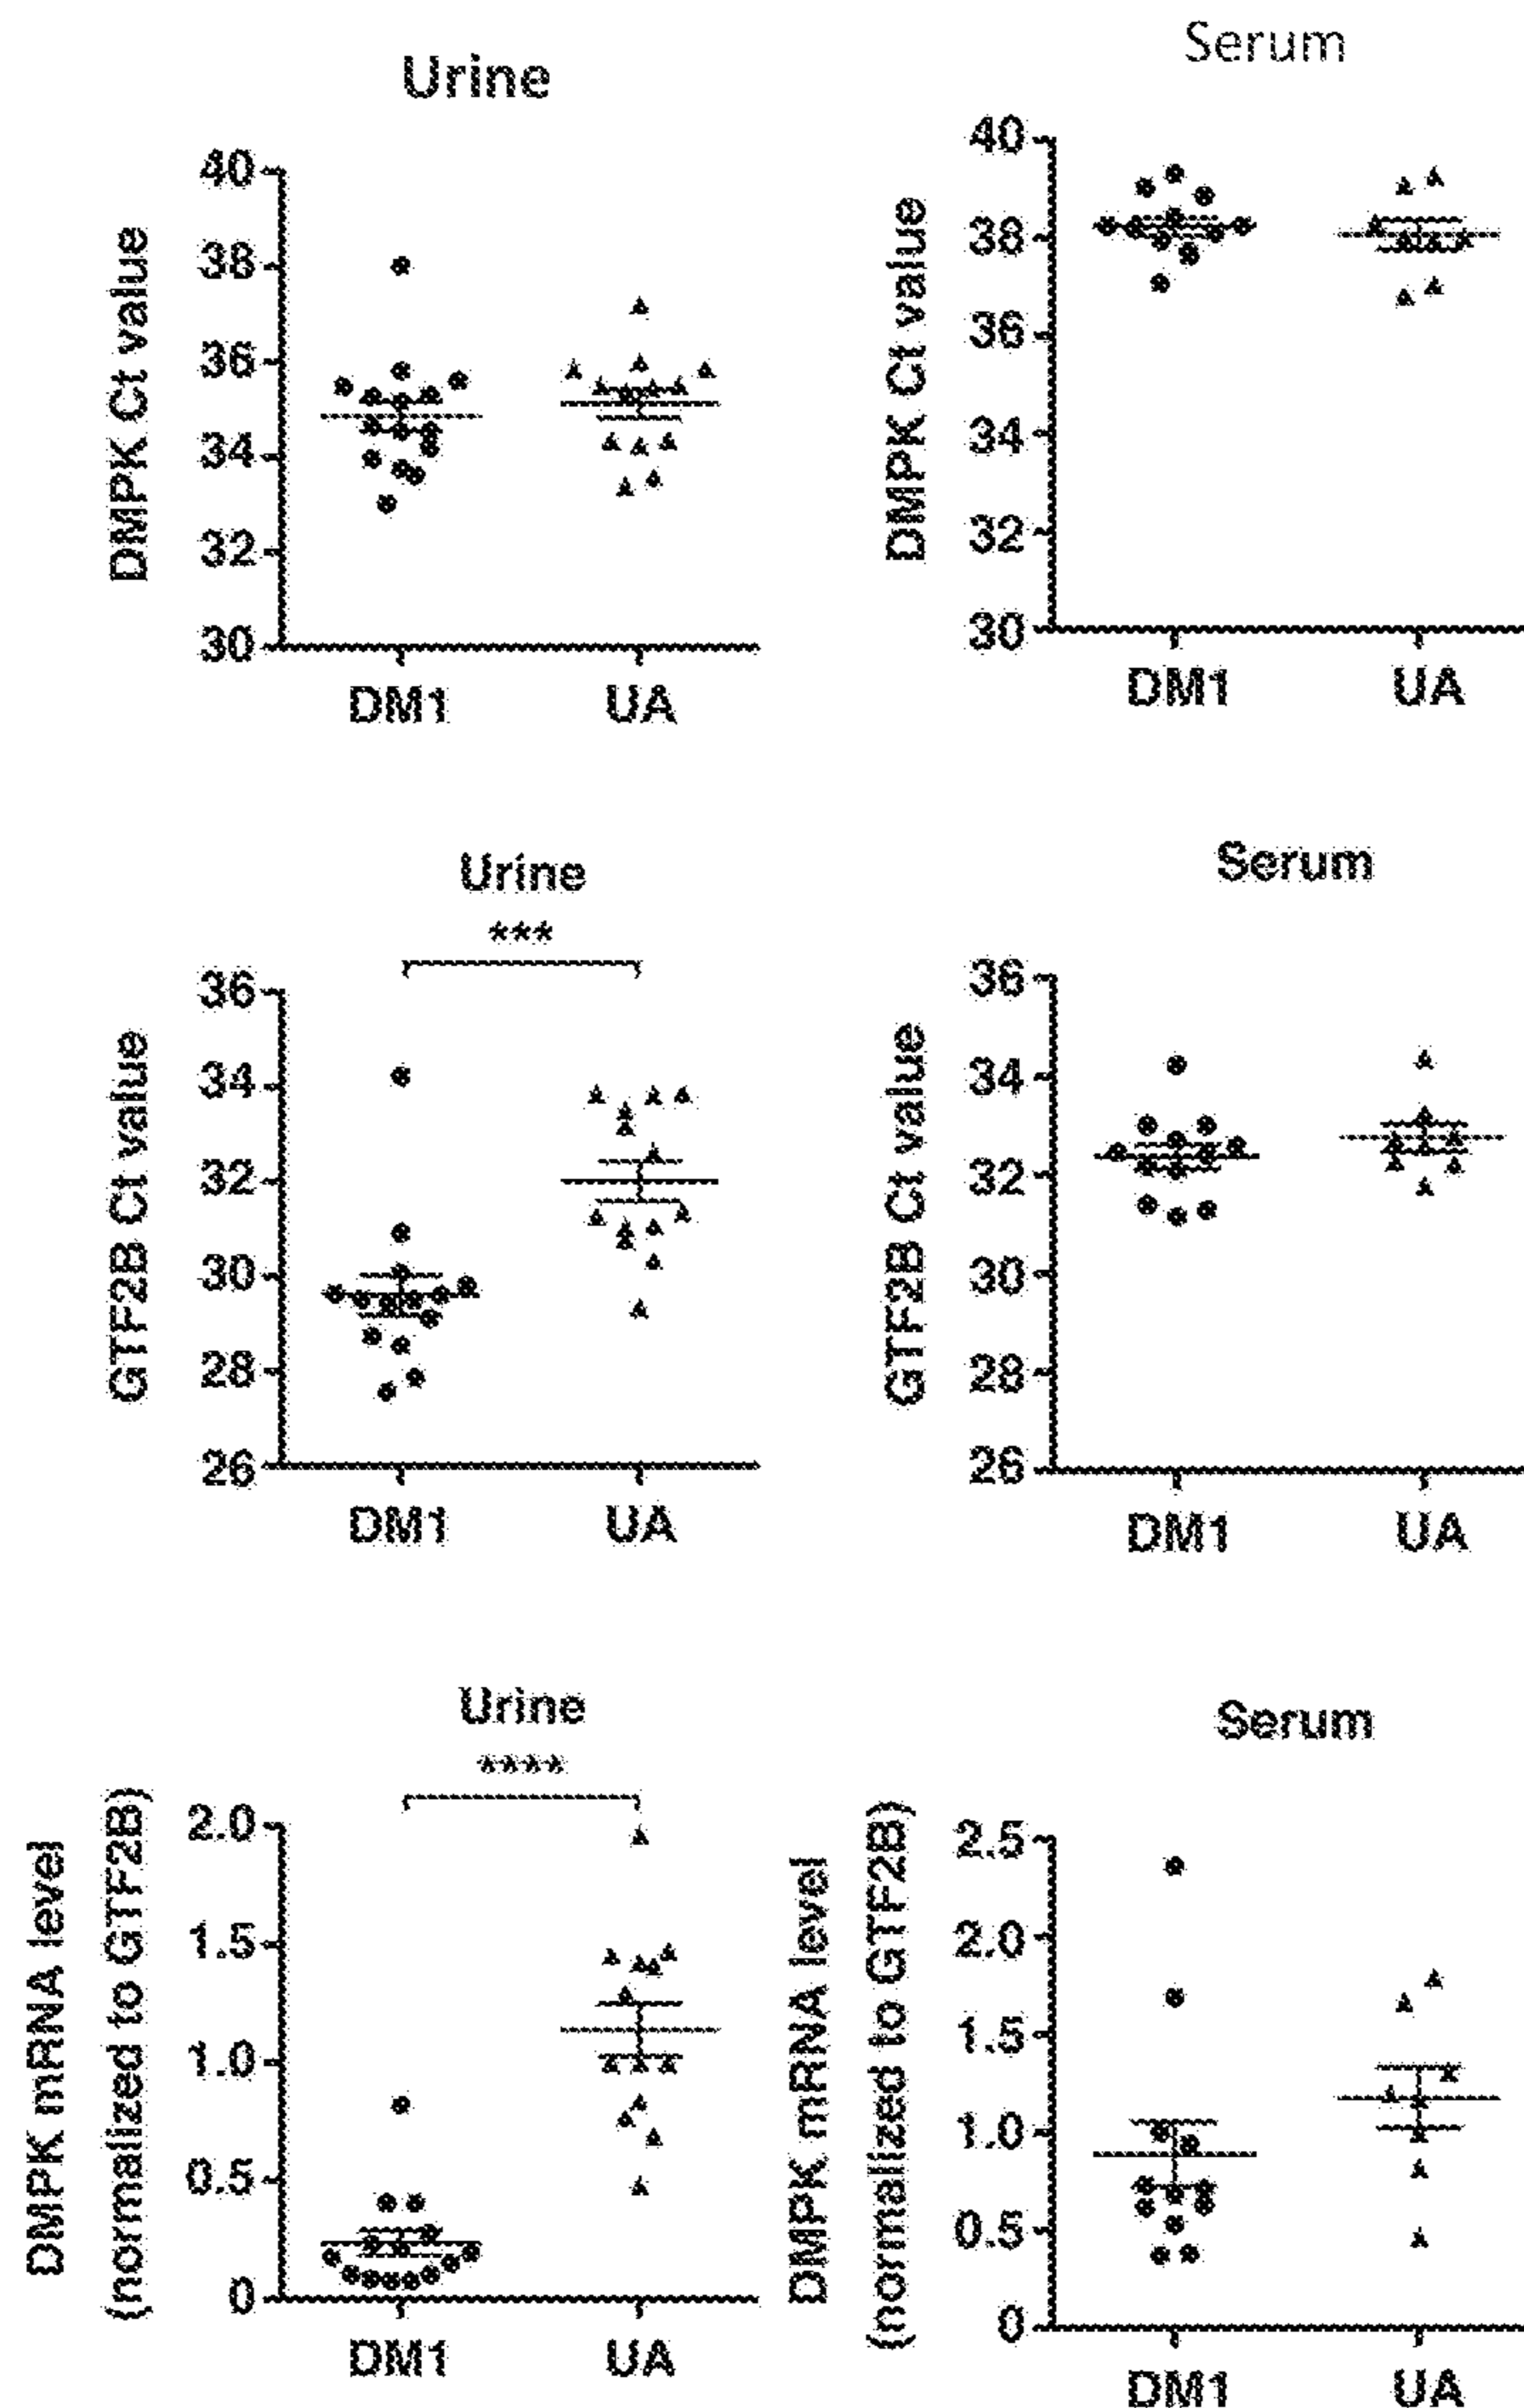 Urine
DMPK Ct value
40
38
36
34
32
30
DM1 UA
Serum
DMPK Ct value
40
38
36
34
32
30
DM1 UA
Urine
***
GTF2B Ct value
36
34
32
30
28
26
DM1 UA
Serum
GTF2B Ct value
36
34
32
30
28
26
DM1 UA
Urine
****
DMPK mRNA level
(normalized to GTF2B)
2.0
1.5
1.0
0.5
0
DM1 UA
Serum
DMPK mRNA level
(normalized to GTF2B)
2.5
2.0
1.5
1.0
0.5
0
DM1 UA